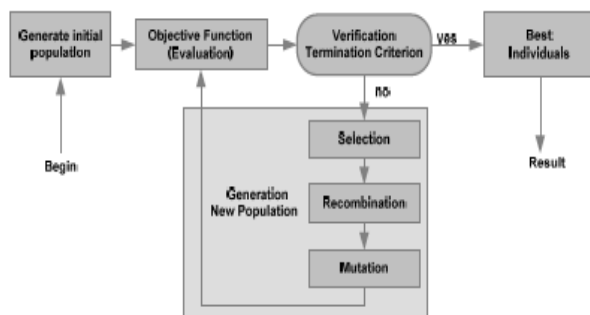 Generate initial
population
Objective Function
(Evaluation)
Verification
Termination Criterion
yes
Best
Individuals
no
Begin
Selection
Result
Generation
New Population
Recombination
Mutation